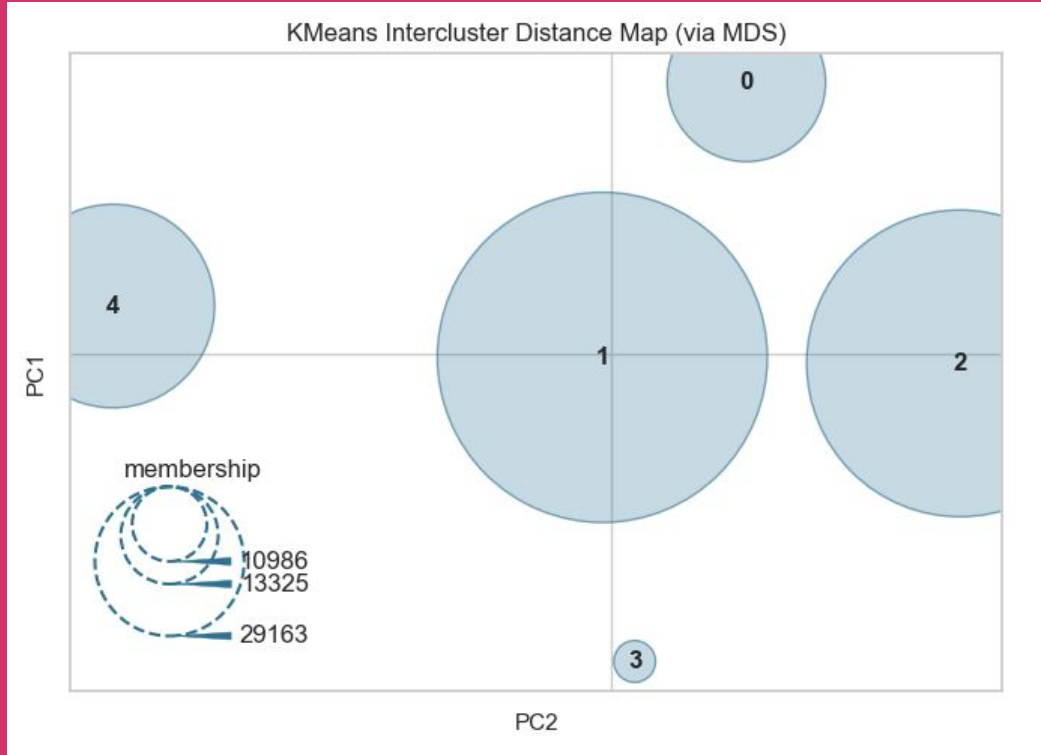 KMeans Intercluster Distance Map (via MDS)
0
4
1
2
PC1
membership
10986
13325
29163
3
PC2